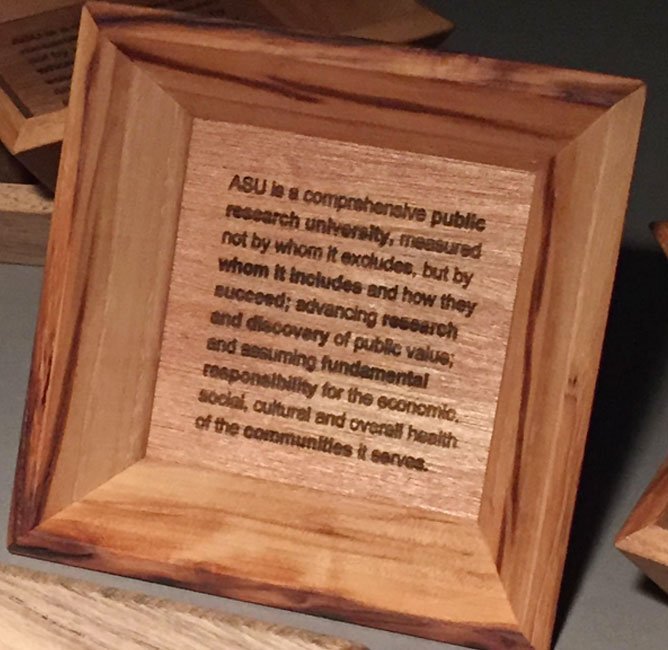 ASU is a comprehensive public
research university, measured
not by whom it excludes, but by
whom it includes and how they
succeed; advancing research
and discovery of public value;
and assuming fundamental
responsibility for the economic,
social, cultural and overall health
of the communities it serves.